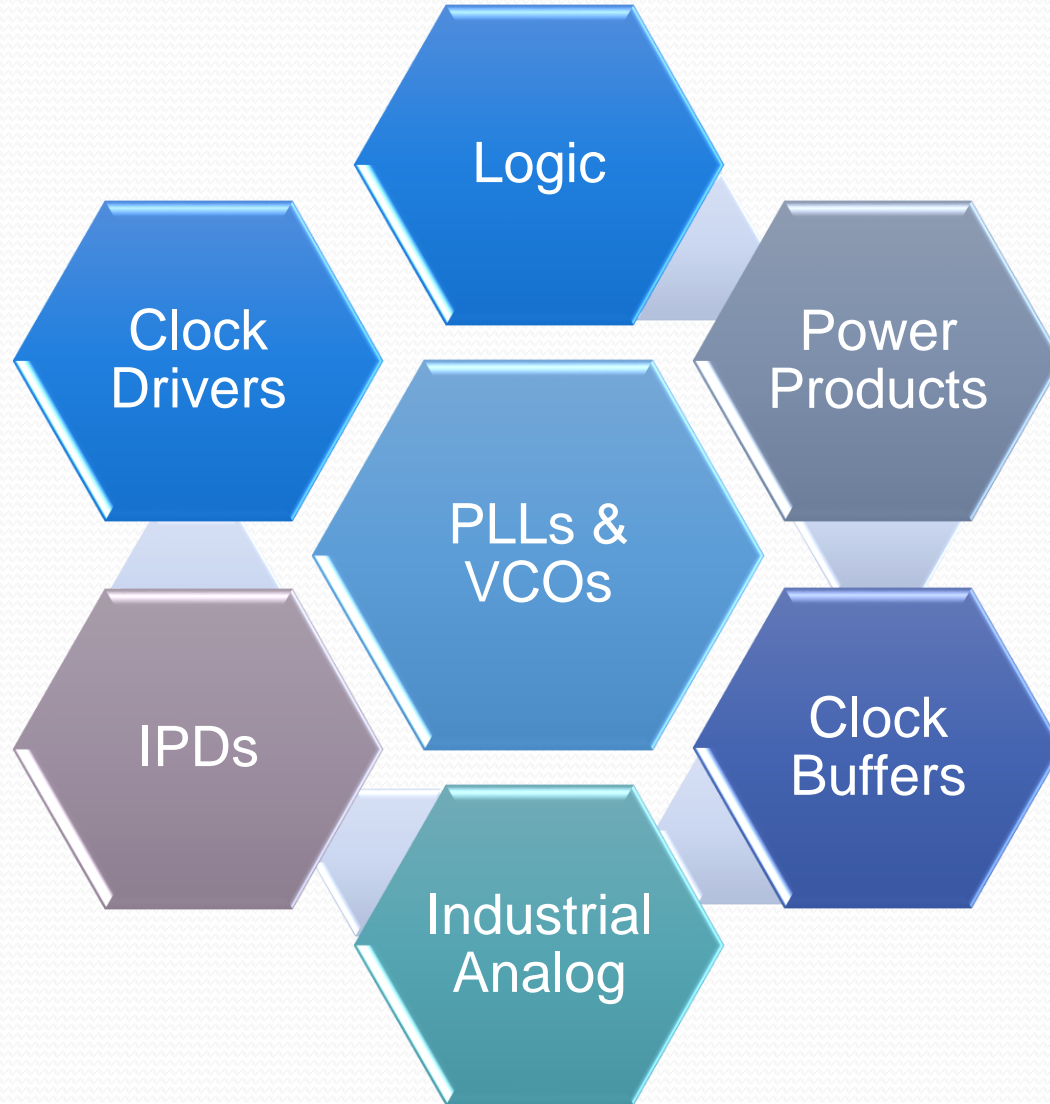 Logic
Clock
Drivers
Power
Products
PLLs &
VCOs
IPDs
Clock
Buffers
Industrial
Analog